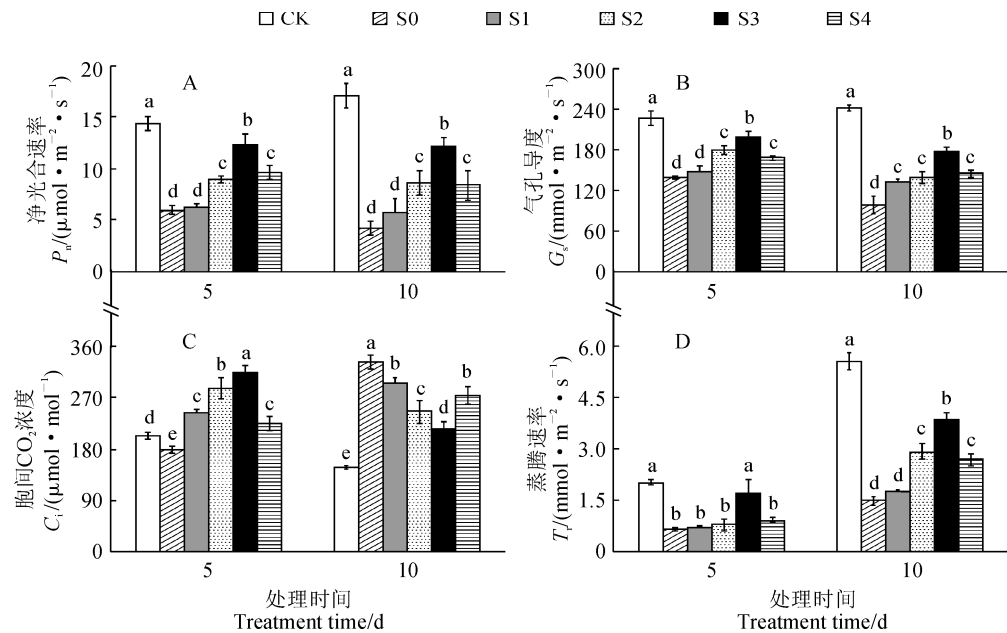 CK S0 S1 S2 S3 S4
A
净光合速率
Pn/(μmol·m−2·s−1)
20
15
10
5
0
a d d c b c
a d c c b c
5 10
B
气孔导度
Gs/(mmol·m−2·s−1)
300
240
180
120
60
0
a d d c b c
a d c c b c
5 10
C
胞间CO2浓度
Ci/(μmol·mol−1)
360
270
180
90
0
d e c b a c
e a b c d b
5 10
处理时间
Treatment time/d
D
蒸腾速率
Tr/(mmol·m−2·s−1)
6.0
4.5
3.0
1.5
0
a b b b a b
a d d c b c
5 10
处理时间
Treatment time/d